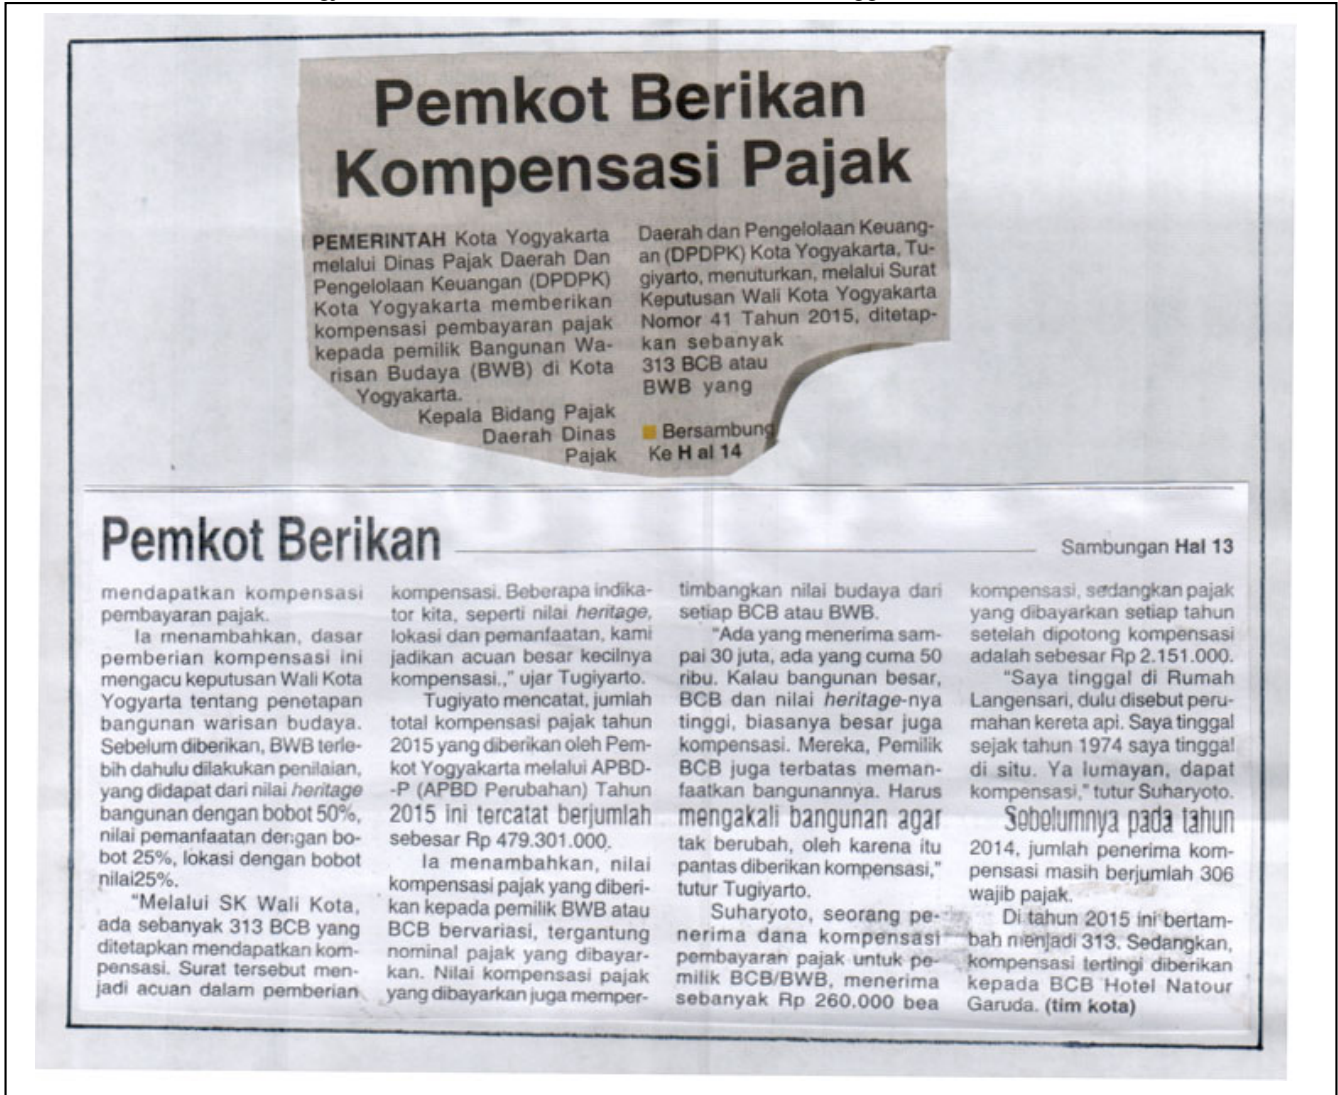 Pemkot Berikan
Kompensasi Pajak
PEMERINTAH Kota Yogyakarta
melalui Dinas Pajak Daerah Dan
Pengelolaan Keuangan (DPDPK)
Kota Yogyakarta memberikan
kompensasi pembayaran pajak
kepada pemilik Bangunan Wa-
risan Budaya (BWB) di Kota
Yogyakarta.
Kepala Bidang Pajak
Daerah Dinas
Pajak
Daerah dan Pengelolaan Keuang-
an (DPDPK) Kota Yogyakarta, Tu-
giyarto, menuturkan, melalui Surat
Keputusan Wali Kota Yogyakarta
Nomor 41 Tahun 2015, ditetap-
kan sebanyak
313 BCB atau
BWB yang
Bersambung
Ke H al 14
Pemkot Berikan
Sambungan Hal 13
mendapatkan kompensasi
pembayaran pajak.
Ia menambahkan, dasar
pemberian kompensasi ini
mengacu keputusan Wali Kota
Yogyarta tentang penetapan
bangunan warisan budaya.
Sebelum diberikan, BWB terle-
bih dahulu dilakukan penilaian,
yang didapat dari nilai heritage
bangunan dengan bobot 50%,
nilai pemanfaatan dengan bo-
bot 25%, lokasi dengan bobot
nilai25%.
"Melalui SK Wali Kota,
ada sebanyak 313 BCB yang
ditetapkan mendapatkan kom-
pensasi. Surat tersebut men-
jadi acuan dalam pemberian
kompensasi. Beberapa indika-
tor kita, seperti nilai heritage,
lokasi dan pemanfaatan, kami
jadikan acuan besar kecilnya
kompensasi.," ujar Tugiyarto.
Tugiyato mencatat, jumlah
total kompensasi pajak tahun
2015 yang diberikan oleh Pem-
kot Yogyakarta melalui APBD-
-P (APBD Perubahan) Tahun
2015 ini tercatat berjumlah
sebesar Rp 479.301.000.
Ia menambahkan, nilai
kompensasi pajak yang diberi-
kan kepada pemilik BWB atau
BCB bervariasi, tergantung
nominal pajak yang dibayar-
kan. Nilai kompensasi pajak
yang dibayarkan juga memper-
timbangkan nilai budaya dari
setiap BCB atau BWB.
"Ada yang menerima sam-
pai 30 juta, ada yang cuma 50
ribu. Kalau bangunan besar,
BCB dan nilai heritage-nya
tinggi, biasanya besar juga
kompensasi. Mereka, Pemilik
BCB juga terbatas meman-
faatkan bangunannya. Harus
mengakali bangunan agar
tak berubah, oleh karena itu
pantas diberikan kompensasi,"
tutur Tugiyarto.
Suharyoto, seorang pe-
nerima dana kompensasi
pembayaran pajak untuk pe-
milik BCB/BWB, menerima
sebanyak Rp 260.000 bea
kompensasi, sedangkan pajak
yang dibayarkan setiap tahun
setelah dipotong kompensasi
adalah sebesar Rp 2.151.000.
"Saya tinggal di Rumah
Langensari, dulu disebut peru-
mahan kereta api. Saya tinggal
sejak tahun 1974 saya tinggal
di situ. Ya lumayan, dapat
kompensasi," tutur Suharyoto.
Sebelumnya pada tahun
2014, jumlah penerima kom-
pensasi masih berjumlah 306
wajib pajak.
Di tahun 2015 ini bertam-
bah menjadi 313. Sedangkan,
kompensasi tertingi diberikan
kepada BCB Hotel Natour
Garuda. (tim kota)